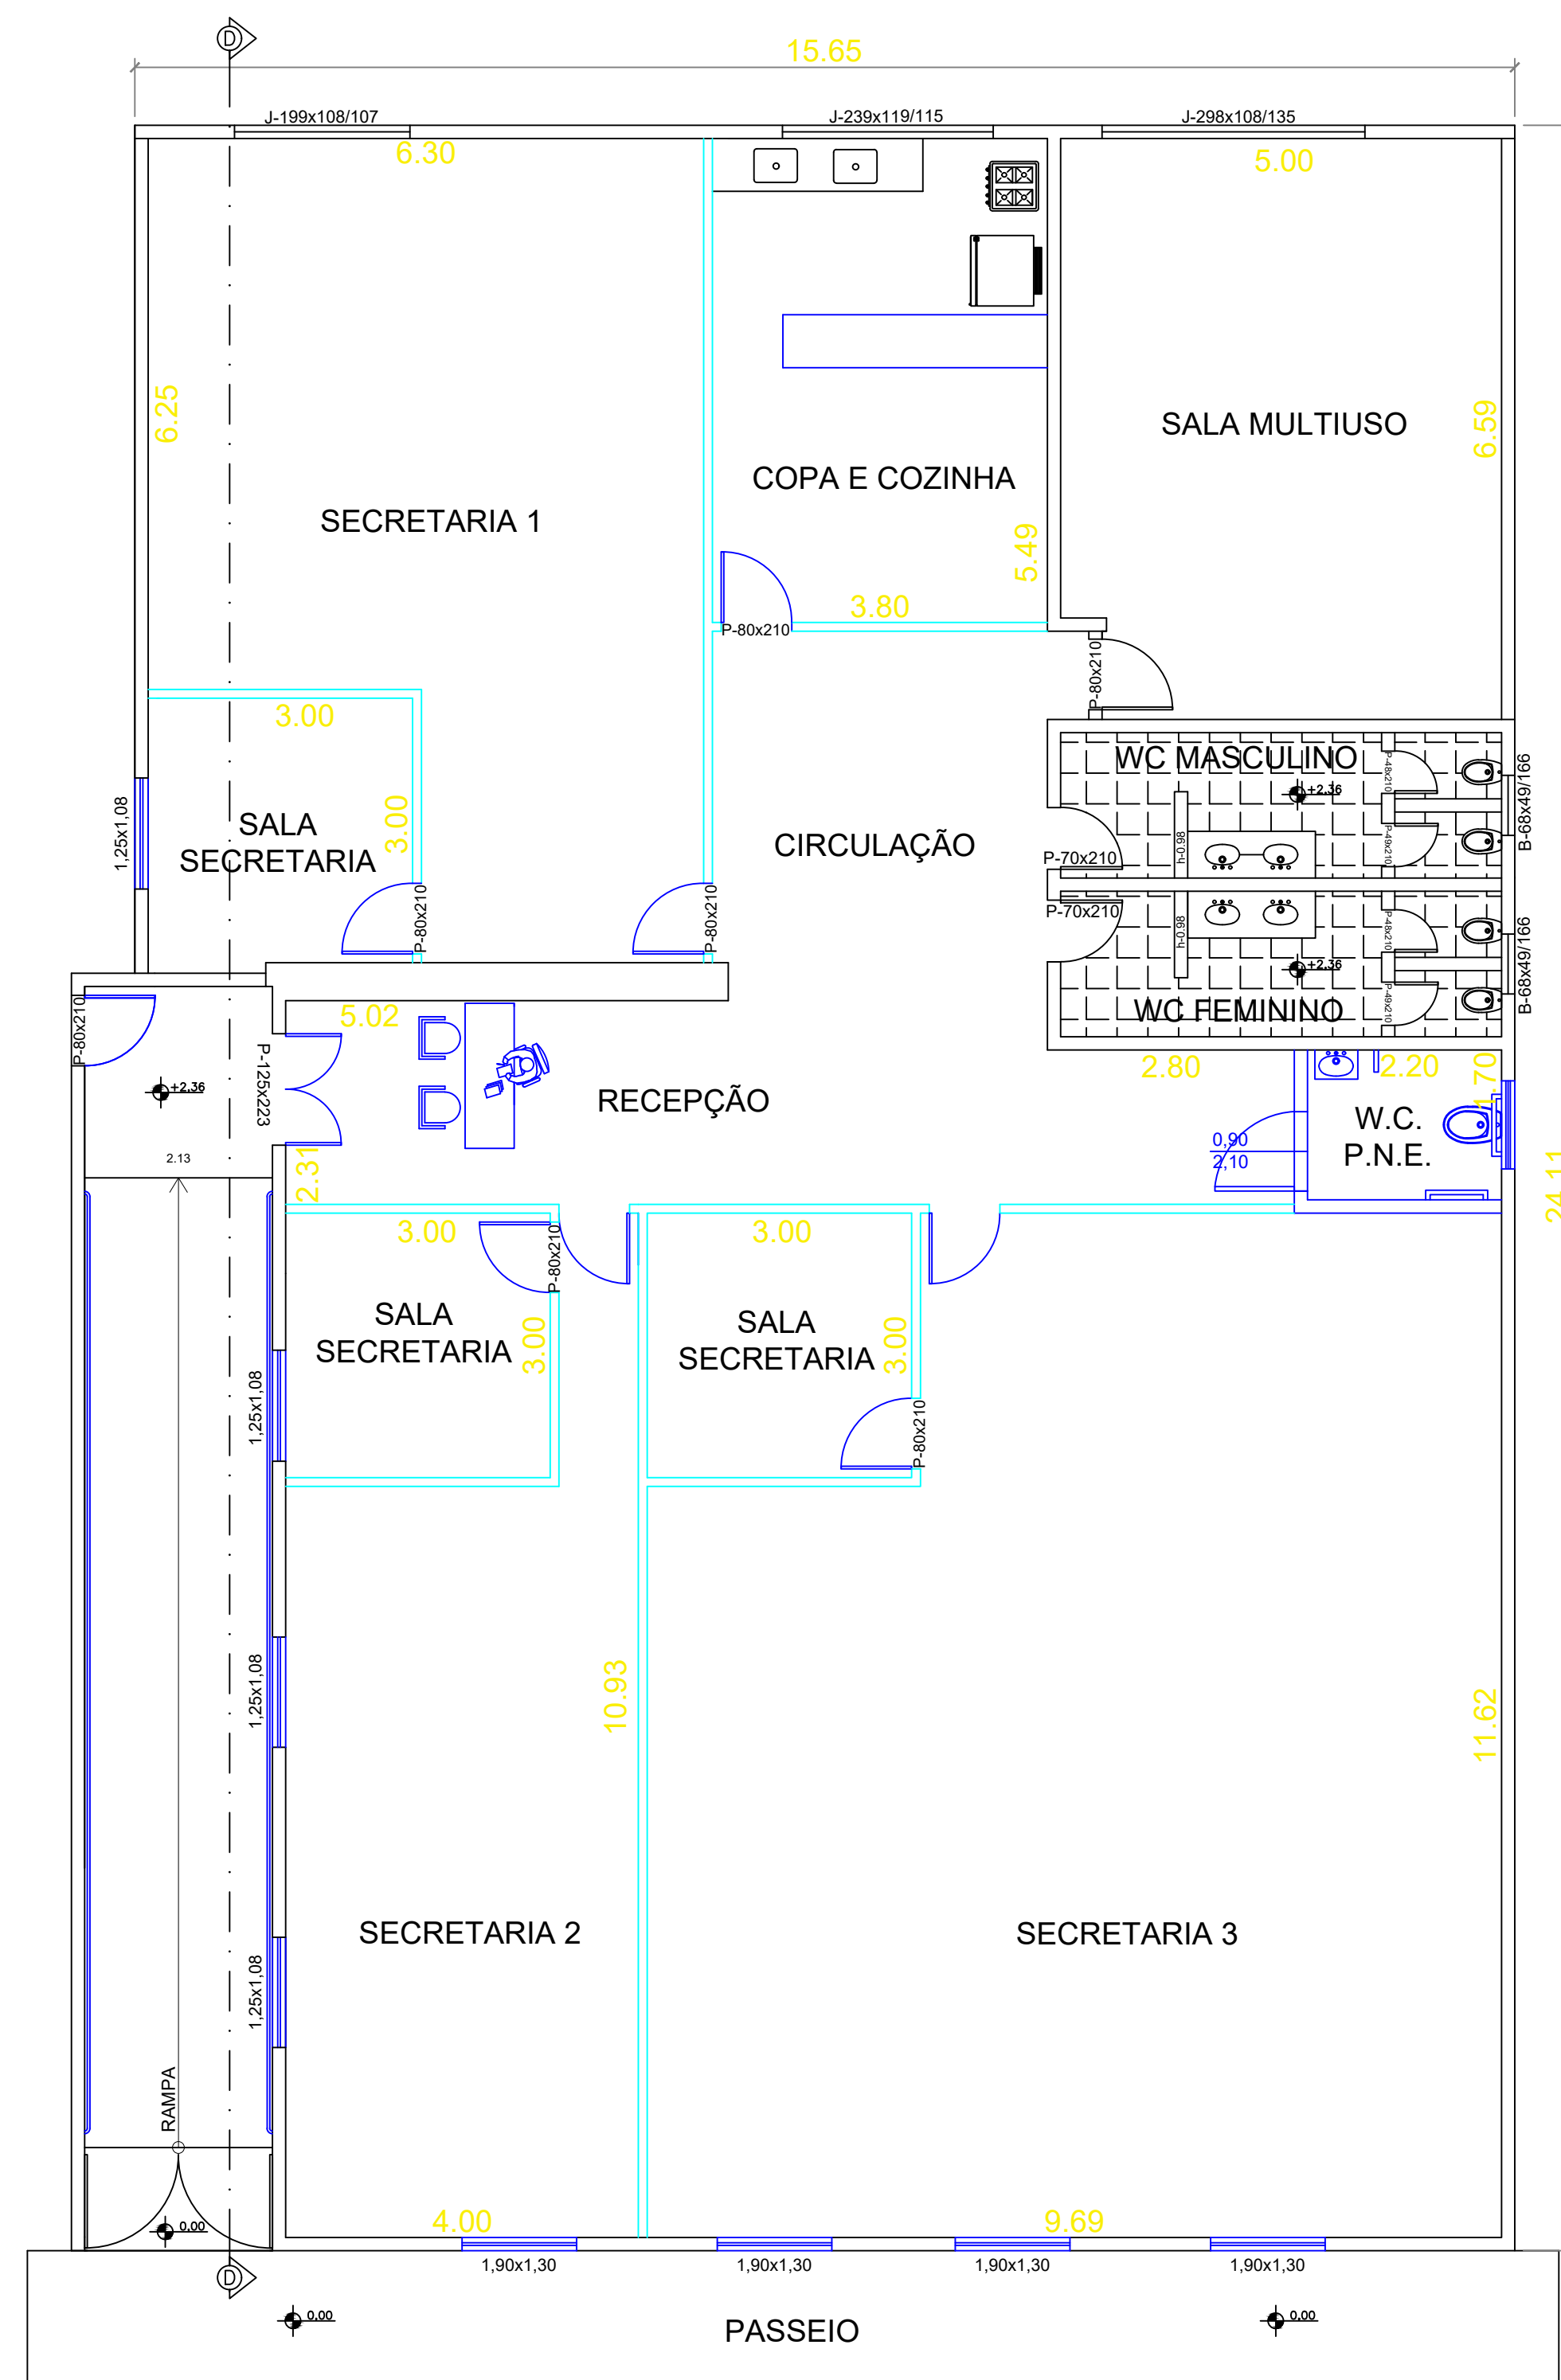 D
15.65
J-199x108/107
J-239x119/115
J-298x108/135
6.30
5.00
6.25
6.59
SALA MULTIUSO
COPA E COZINHA
SECRETARIA 1
5.49
3.80
P-80x210
P-80x210
3.00
WC MASCULINO
P-48x210
B-68x49/166
+2.36
1,25x1,08
3.00
SALA
SECRETARIA
CIRCULAÇÃO
h-0.98
P-49x210
P-70x210
P-80x210
P-80x210
P-70x210
h-0.98
P-48x210
B-68x49/166
+2.36
P-49x210
WC FEMININO
5.02
P-80x210
P-125x223
+2.36
2.80
2.20
1.70
RECEPÇÃO
W.C.
P.N.E.
0,90
2,10
2.13
2.31
24.11
3.00
P-80x210
3.00
SALA
SECRETARIA
3.00
SALA
SECRETARIA
3.00
1,25x1,08
P-80x210
1,25x1,08
10.93
11.62
SECRETARIA 2
SECRETARIA 3
1,25x1,08
RAMPA
4.00
9.69
0.00
1,90x1,30
1,90x1,30
1,90x1,30
1,90x1,30
D
0.00
0.00
PASSEIO